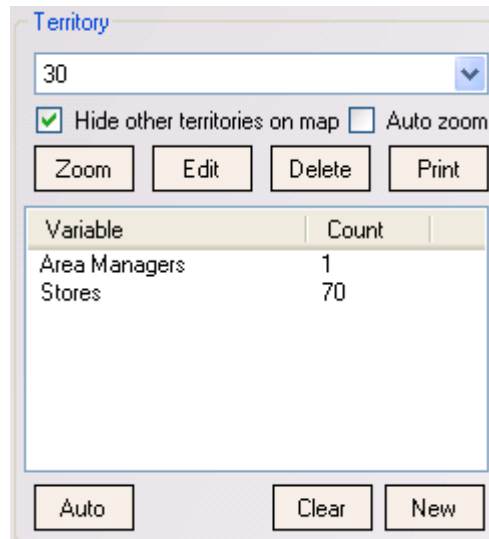 Territory
30
Hide other territories on map Auto zoom
Zoom Edit Delete Print
Variable Count
Area Managers 1
Stores 70
Auto Clear New